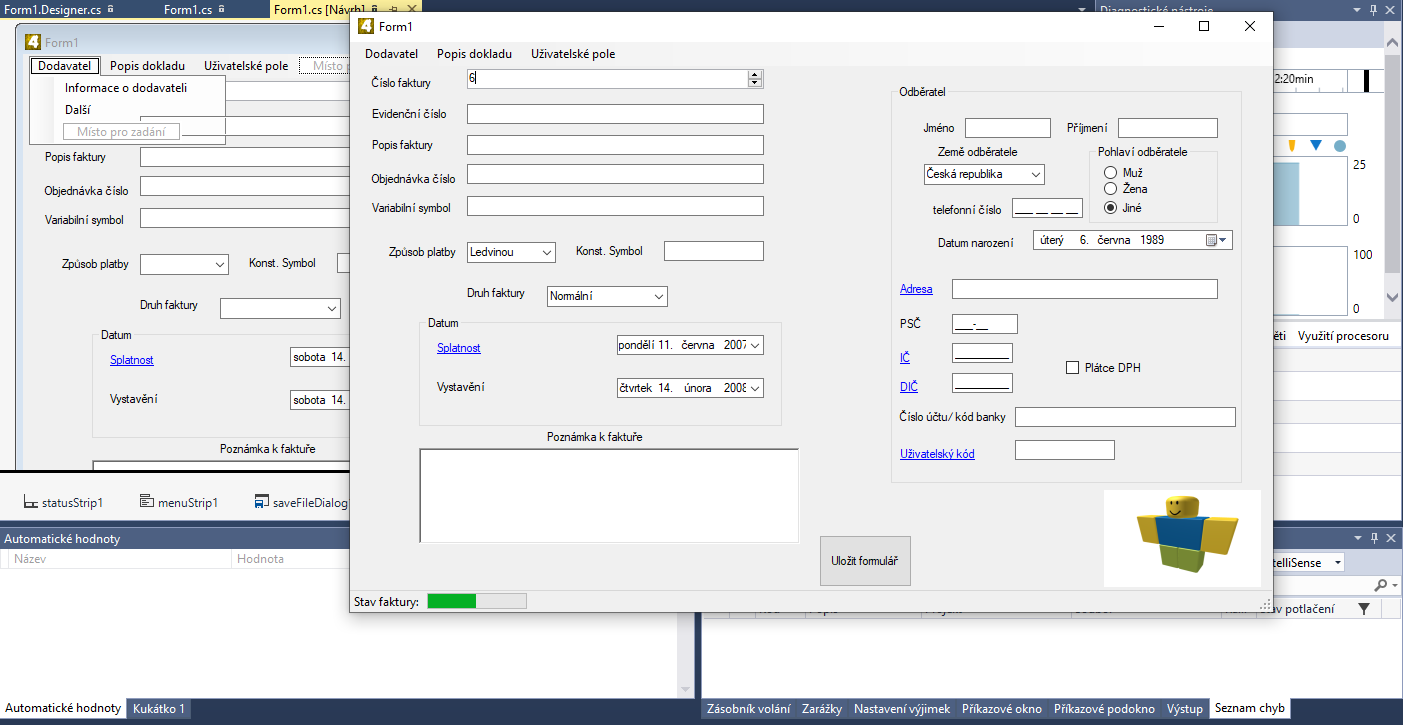 Form1.Designer.cs
Form1.cs
Form1.cs [Návrh]
Diagnostické nástroje
Form1
Form1
Dodavatel
Popis dokladu
Uživatelské pole
Místo p
Informace o dodavateli
Další
Místo pro zadání
Popis faktury
Objednávka číslo
Variabilní symbol
Způsob platby
Konst. Symbol
Druh faktury
Datum
Splatnost
sobota 14.
Vystavění
sobota 14.
Poznámka k faktuře
Dodavatel
Popis dokladu
Uživatelské pole
Číslo faktury
6
Evidenční číslo
Popis faktury
Objednávka číslo
Variabilní symbol
Způsob platby
Ledvinou
Konst. Symbol
Druh faktury
Normální
Datum
Splatnost
pondělí 11. června 2007
Vystavění
čtvrtek 14. února 2008
Poznámka k faktuře
Uložit formulář
Stav faktury:
Odběratel
Jméno
Příjmení
Země odběratele
Česká republika
Pohlaví odběratele
Muž
Žena
Jiné
telefonní číslo
___ __ __ __
Datum narození
úterý 6. června 1989
Adresa
PSČ
___-__
IČ
________
DIČ
________
Plátce DPH
Číslo účtu/ kód banky
Uživatelský kód
2:20min
25
0
100
0
ěti
Využití procesoru
statusStrip1
menuStrip1
saveFileDialog
Automatické hodnoty
Název
Hodnota
telliSense
av potlačení
Automatické hodnoty
Kukátko 1
Zásobník volání
Zarážky
Nastavení výjimek
Příkazové okno
Příkazové podokno
Výstup
Seznam chyb